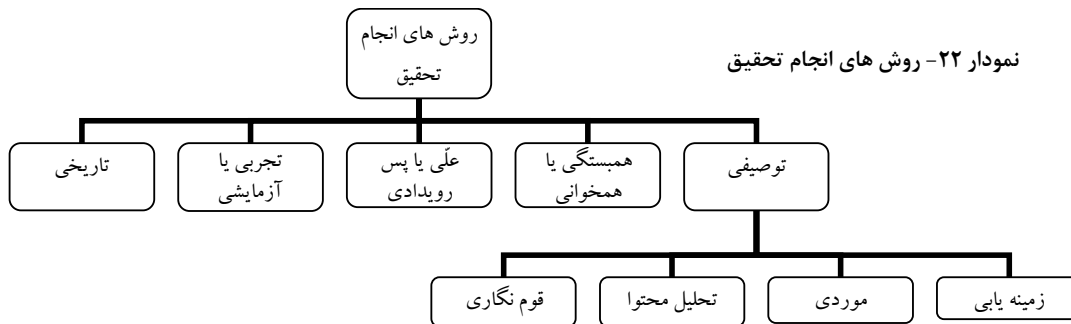 نمودار ۲۲- روش های انجام تحقیق
روش های انجام
تحقیق
توصیفی
همبستگی یا
همخوانی
علّی یا پس
رویدادی
تجربی یا
آزمایشی
تاریخی
زمینه یابی
موردی
تحلیل محتوا
قوم نگاری